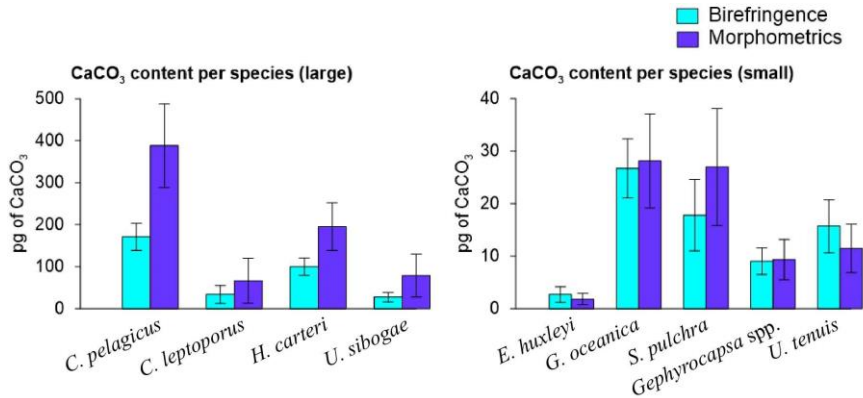 Birefringence
Morphometrics
CaCO₃ content per species (large)
500
400
300
200
100
0
pg of CaCO₃
C. pelagicus
C. leptoporus
H. carteri
U. sibogae
CaCO₃ content per species (small)
40
30
20
10
0
pg of CaCO₃
E. huxleyi
G. oceanica
S. pulchra
Gephyrocapsa spp.
U. tenuis